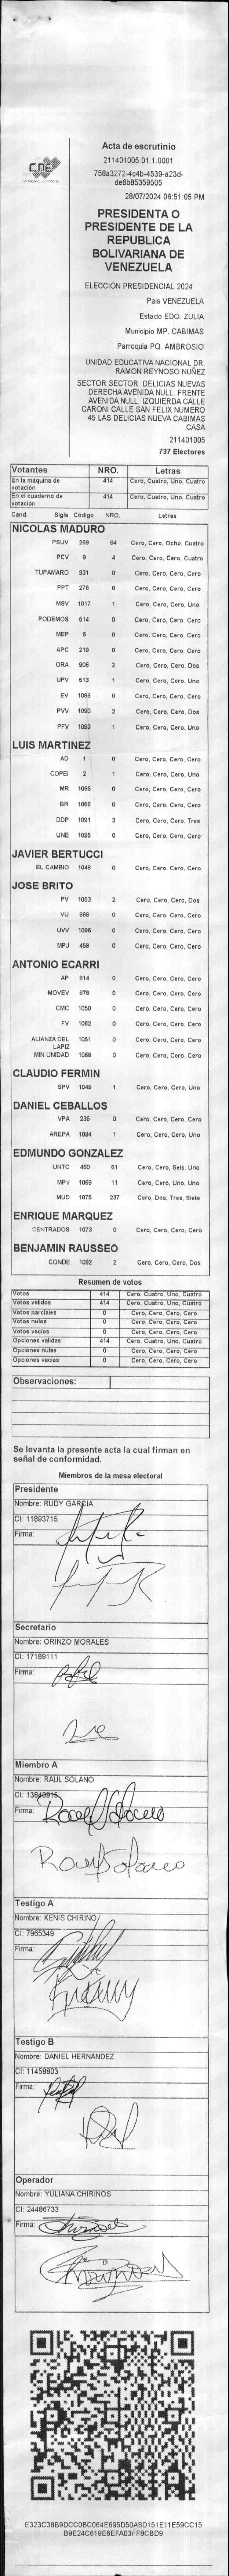 CNE
Acta de escrutinio
211401005.01.1.0001
758a3272-4c4b-4539-a23d-
de6b85359505
28/07/2024 06:51:05 PM
PRESIDENTA O
PRESIDENTE DE LA
REPUBLICA
BOLIVARIANA DE
VENEZUELA
ELECCIÓN PRESIDENCIAL 2024
Pais VENEZUELA
Estado EDO. ZULIA
Municipio MP. CABIMAS
Parroquia PQ. AMBROSIO
UNIDAD EDUCATIVA NACIONAL DR.
RAMON REYNOSO NUÑEZ
SECTOR SECTOR DELICIAS NUEVAS
DERECHA AVENIDA NULL. FRENTE
AVENIDA NULL. IZQUIERDA CALLE
CARONI CALLE SAN FELIX NUMERO
45 LAS DELICIAS NUEVA CABIMAS
CASA
211401005
737 Electores
Votantes NRO. Letras
En la máquina de votación 414 Cero, Cuatro, Uno, Cuatro
En el cuaderno de votación 414 Cero, Cuatro, Uno, Cuatro
Cand. Sigla Código NRO. Letras
NICOLAS MADURO
PSUV 269 84 Cero, Cero, Ocho, Cuatro
PCV 9 4 Cero, Cero, Cero, Cuatro
TUPAMARO 931 0 Cero, Cero, Cero, Cero
PPT 276 0 Cero, Cero, Cero, Cero
MSV 1017 1 Cero, Cero, Cero, Uno
PODEMOS 514 0 Cero, Cero, Cero, Cero
MEP 6 0 Cero, Cero, Cero, Cero
APC 219 0 Cero, Cero, Cero, Cero
ORA 906 2 Cero, Cero, Cero, Dos
UPV 513 1 Cero, Cero, Cero, Uno
EV 1089 0 Cero, Cero, Cero, Cero
PVV 1090 2 Cero, Cero, Cero, Dos
PFV 1093 1 Cero, Cero, Cero, Uno
LUIS MARTINEZ
AD 1 0 Cero, Cero, Cero, Cero
COPEI 2 1 Cero, Cero, Cero, Uno
MR 1065 0 Cero, Cero, Cero, Cero
BR 1066 0 Cero, Cero, Cero, Cero
DDP 1091 3 Cero, Cero, Cero, Tres
UNE 1095 0 Cero, Cero, Cero, Cero
JAVIER BERTUCCI
EL CAMBIO 1048 0 Cero, Cero, Cero, Cero
JOSE BRITO
PV 1053 2 Cero, Cero, Cero, Dos
VU 968 0 Cero, Cero, Cero, Cero
UVV 1096 0 Cero, Cero, Cero, Cero
MPJ 458 0 Cero, Cero, Cero, Cero
ANTONIO ECARRI
AP 914 0 Cero, Cero, Cero, Cero
MOVEV 978 0 Cero, Cero, Cero, Cero
CMC 1050 0 Cero, Cero, Cero, Cero
FV 1062 0 Cero, Cero, Cero, Cero
ALIANZA DEL LAPIZ 1051 0 Cero, Cero, Cero, Cero
MIN UNIDAD 1069 0 Cero, Cero, Cero, Cero
CLAUDIO FERMIN
SPV 1049 1 Cero, Cero, Cero, Uno
DANIEL CEBALLOS
VPA 236 0 Cero, Cero, Cero, Cero
AREPA 1094 1 Cero, Cero, Cero, Uno
EDMUNDO GONZALEZ
UNTC 460 61 Cero, Cero, Seis, Uno
MPV 1069 11 Cero, Cero, Uno, Uno
MUD 1075 237 Cero, Dos, Tres, Siete
ENRIQUE MARQUEZ
CENTRADOS 1073 0 Cero, Cero, Cero, Cero
BENJAMIN RAUSSEO
CONDE 1092 2 Cero, Cero, Cero, Dos
Resumen de votos
Votos 414 Cero, Cuatro, Uno, Cuatro
Votos validos 414 Cero, Cuatro, Uno, Cuatro
Votos parciales 0 Cero, Cero, Cero, Cero
Votos nulos 0 Cero, Cero, Cero, Cero
Votos vacios 0 Cero, Cero, Cero, Cero
Opciones validas 414 Cero, Cuatro, Uno, Cuatro
Opciones nulas 0 Cero, Cero, Cero, Cero
Opciones vacias 0 Cero, Cero, Cero, Cero
Observaciones:
Se levanta la presente acta la cual firman en
señal de conformidad.
Miembros de la mesa electoral
Presidente
Nombre: RUDY GARCIA
CI: 11893715
Firma:
Secretario
Nombre: ORINZO MORALES
CI: 17189111
Firma:
Miembro A
Nombre: RAUL SOLANO
CI:
Firma:
Testigo A
Nombre: KENIS CHIRINO
CI: 7965349
Firma:
Testigo B
Nombre: DANIEL HERNANDEZ
CI: 11458803
Firma:
Operador
Nombre: YULIANA CHIRINOS
CI: 24486733
Firma:
E323C38B9DCC0BC064E695D50A8D151E11E59CC15
B9E24C619E6EFA03FF8CBD9